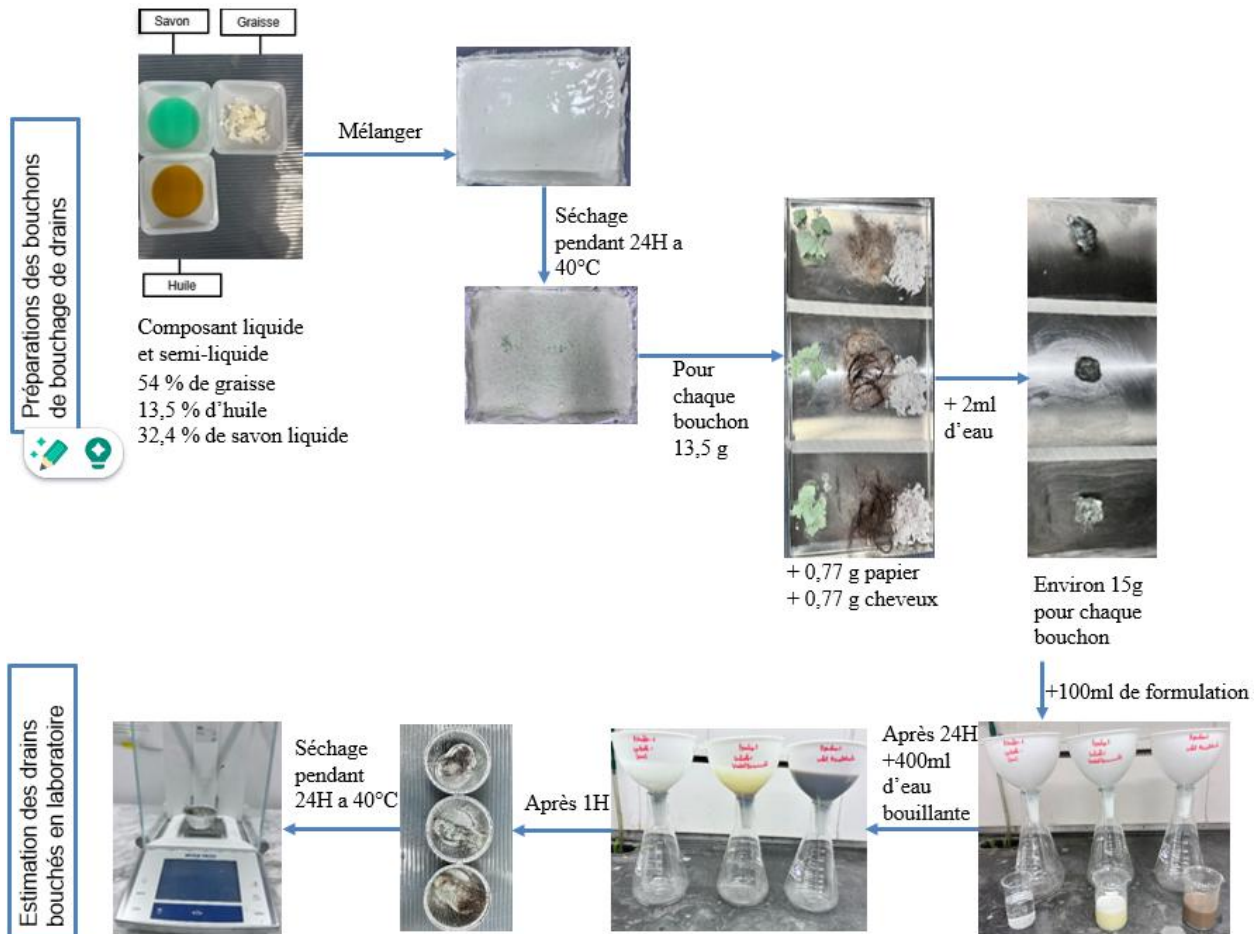 Savon
Graisse
Huile
Préparations des bouchons
de bouchage de drains
Mélanger
Composant liquide
et semi-liquide
54 % de graisse
13,5 % d’huile
32,4 % de savon liquide
Séchage
pendant 24H a
40°C
Pour
chaque
bouchon
13,5 g
+ 0,77 g papier
+ 0,77 g cheveux
+ 2ml
d’eau
Environ 15g
pour chaque
bouchon
+100ml de formulation
Estimation des drains
bouchés en laboratoire
Après 24H
+400ml
d’eau
bouillante
Après 1H
Séchage
pendant
24H a 40°C